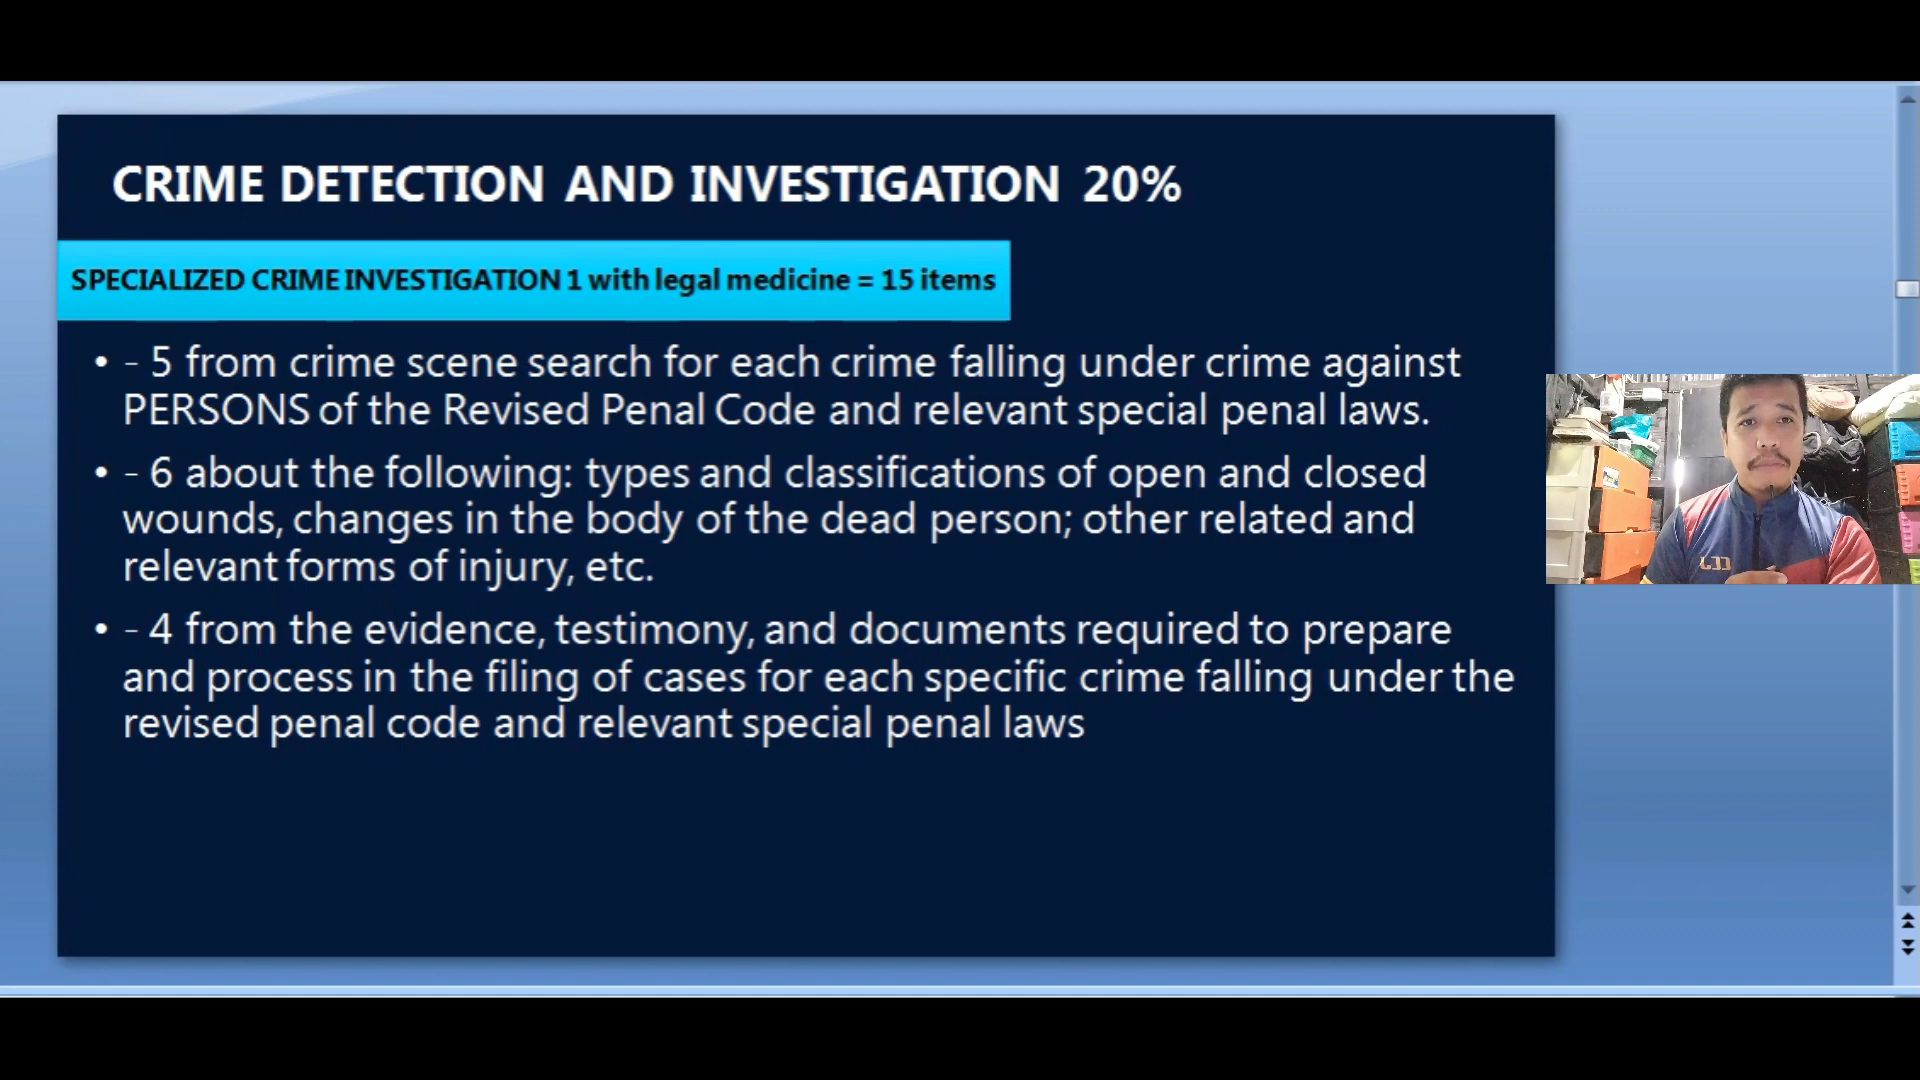 CRIME DETECTION AND INVESTIGATION 20%
SPECIALIZED CRIME INVESTIGATION 1 with legal medicine = 15 items
• - 5 from crime scene search for each crime falling under crime against
PERSONS of the Revised Penal Code and relevant special penal laws.
• - 6 about the following: types and classifications of open and closed
wounds, changes in the body of the dead person; other related and
relevant forms of injury, etc.
• - 4 from the evidence, testimony, and documents required to prepare
and process in the filing of cases for each specific crime falling under the
revised penal code and relevant special penal laws